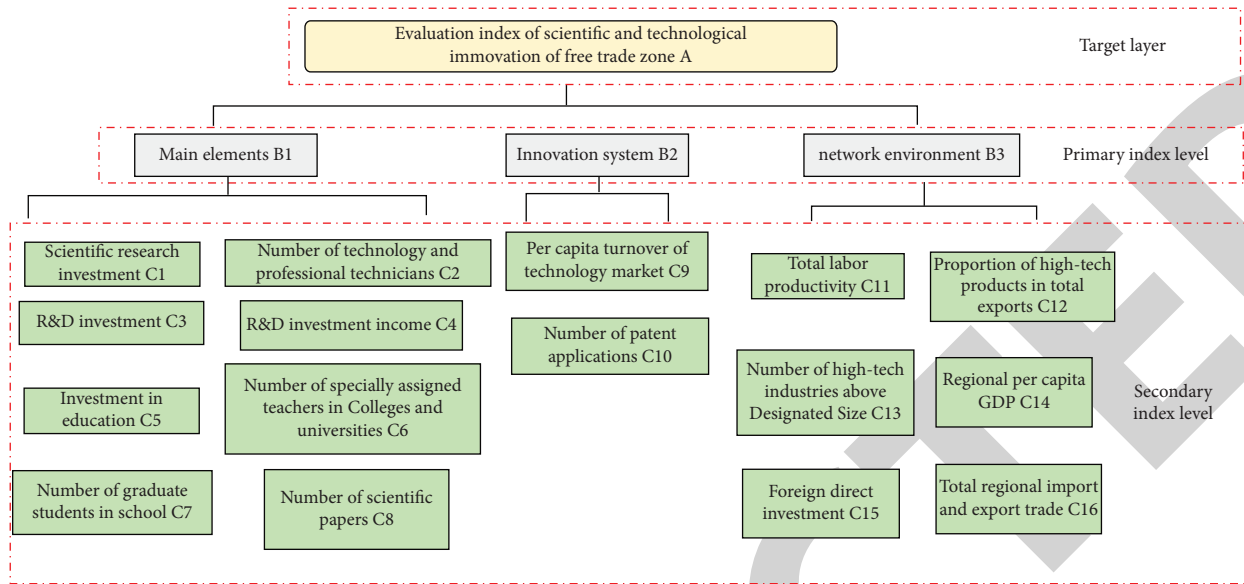 Evaluation index of scientific and technological
immovation of free trade zone A
Target layer
Main elements B1
Innovation system B2
network environment B3
Primary index level
Scientific research
investment C1
Number of technology and
professional technicians C2
R&D investment C3
R&D investment income C4
Investment in
education C5
Number of specially assigned
teachers in Colleges and
universities C6
Number of graduate
students in school C7
Number of scientific
papers C8
Per capita turnover of
technology market C9
Number of patent
applications C10
Total labor
productivity C11
Proportion of high-tech
products in total
exports C12
Number of high-tech
industries above
Designated Size C13
Regional per capita
GDP C14
Foreign direct
investment C15
Total regional import
and export trade C16
Secondary
index level
CTED